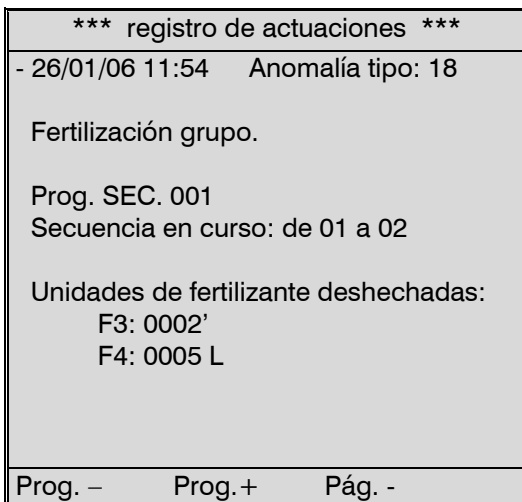 *** registro de actuaciones ***
- 26/01/06 11:54 Anomalía tipo: 18
Fertilización grupo.
Prog. SEC. 001
Secuencia en curso: de 01 a 02
Unidades de fertilizante deshechadas:
F3: 0002’
F4: 0005 L
Prog. – Prog.+ Pág. -